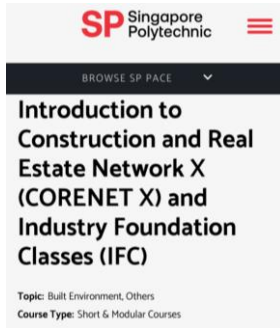 SP Singapore
Polytechnic
BROWSE SP PACE
Introduction to
Construction and Real
Estate Network X
(CORENET X) and
Industry Foundation
Classes (IFC)
Topic: Built Environment, Others
Course Type: Short & Modular Courses